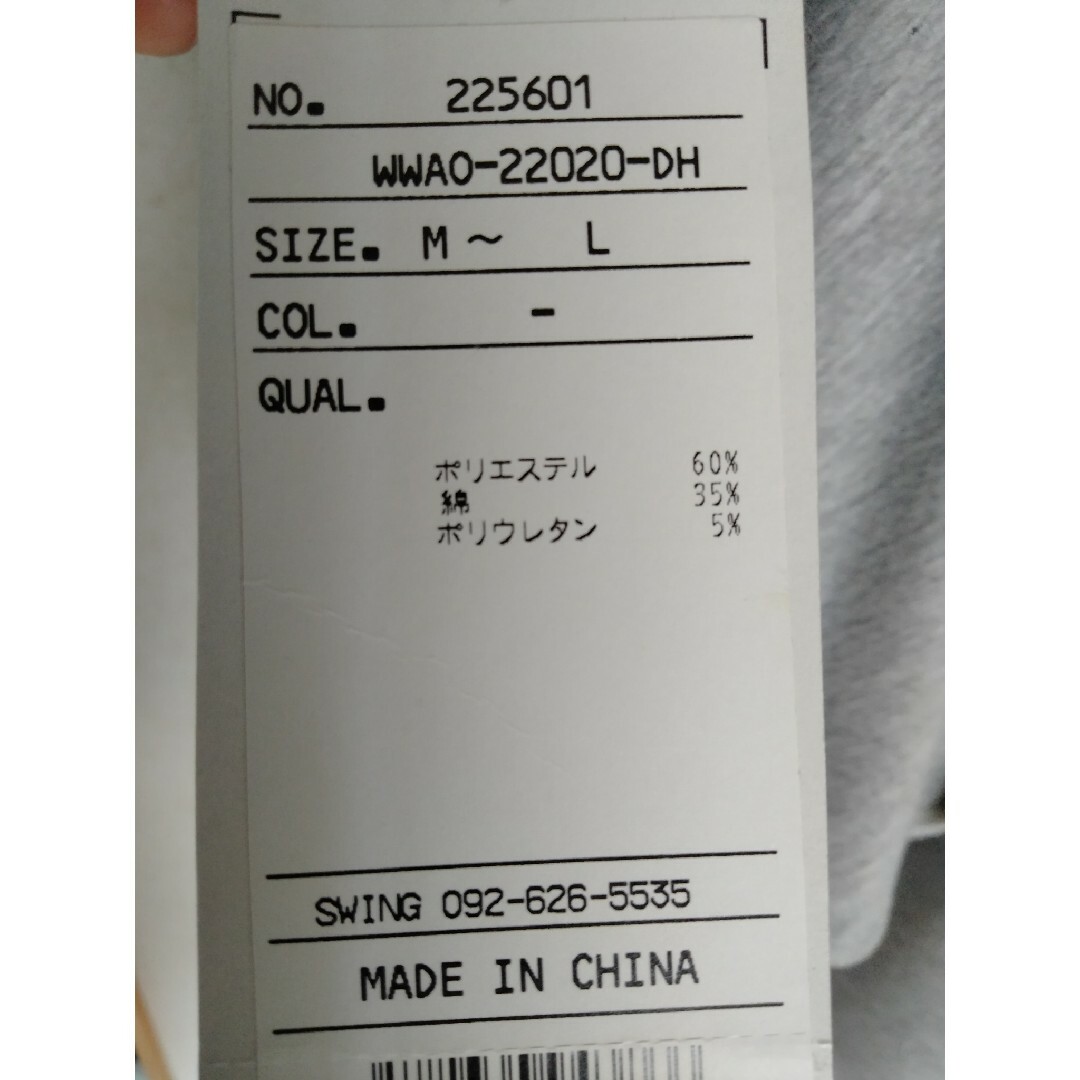 NO. 225601
WWAO-22020-DH
SIZE. M ～ L
COL. -
QUAL.
ポリエステル 60%
綿 35%
ポリウレタン 5%
SWING 092-626-5535
MADE IN CHINA